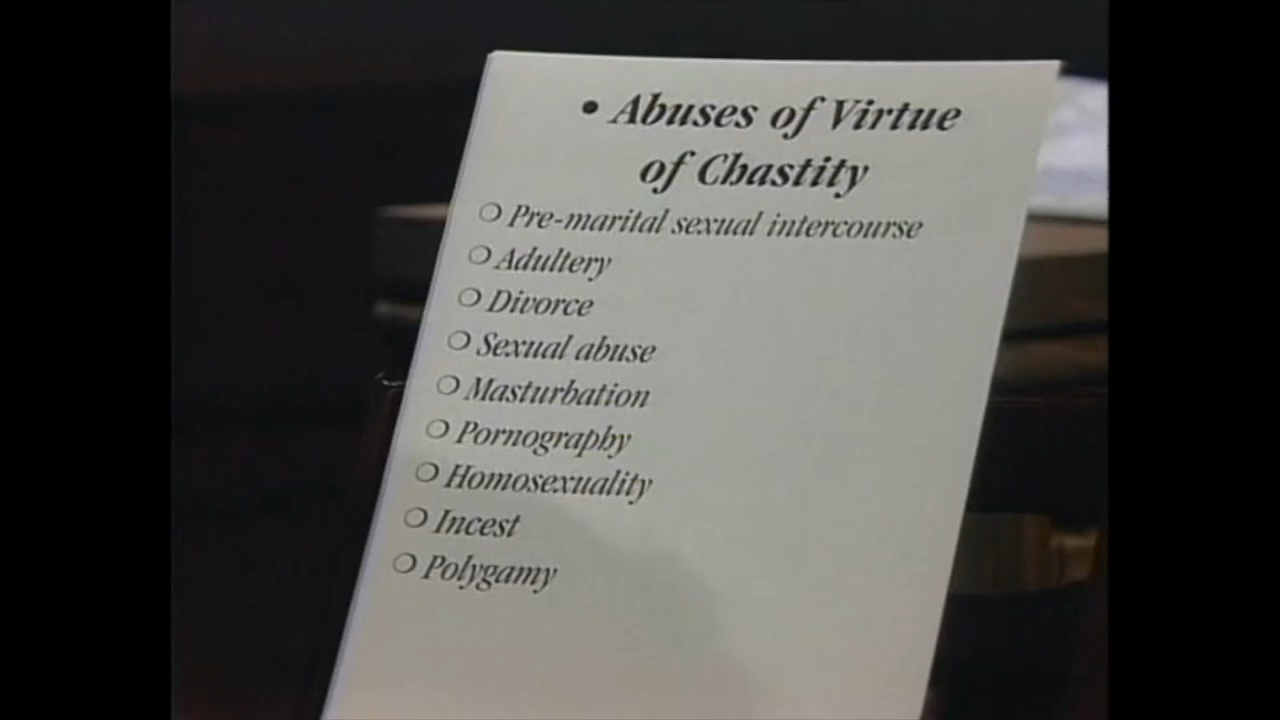 • Abuses of Virtue
of Chastity
❍ Pre-marital sexual intercourse
❍ Adultery
❍ Divorce
❍ Sexual abuse
❍ Masturbation
❍ Pornography
❍ Homosexuality
❍ Incest
❍ Polygamy